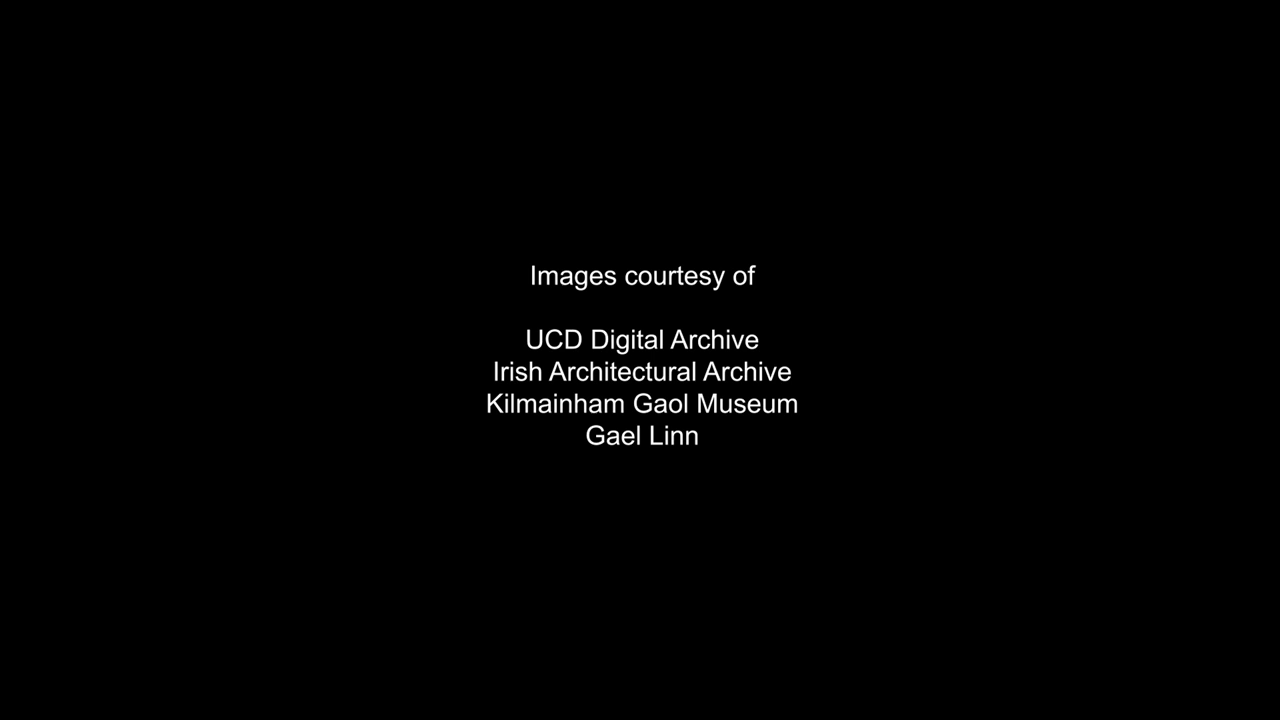 Images courtesy of
UCD Digital Archive
Irish Architectural Archive
Kilmainham Gaol Museum
Gael Linn